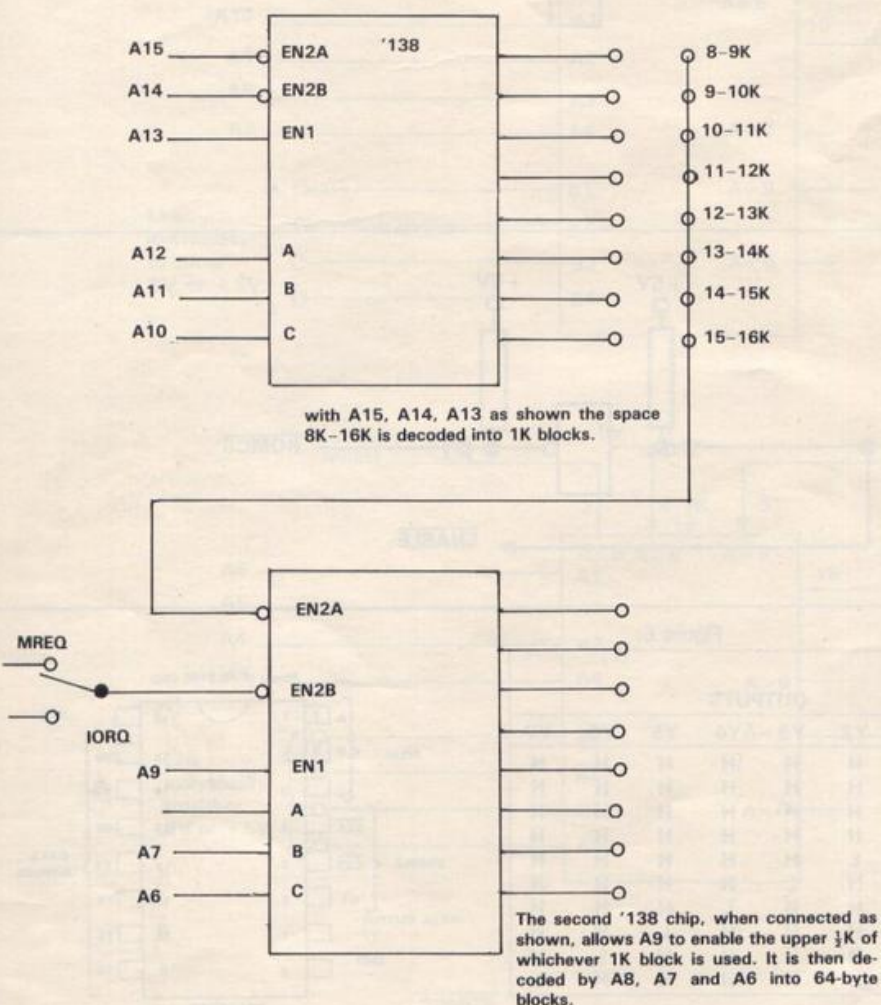 A15
EN2A
'138
8-9K
A14
EN2B
9-10K
A13
EN1
10-11K
11-12K
12-13K
A12
A
13-14K
A11
B
14-15K
A10
C
15-16K
with A15, A14, A13 as shown the space
8K-16K is decoded into 1K blocks.
EN2A
MREQ
EN2B
IORQ
A9
EN1
A
A7
B
A6
C
The second '138 chip, when connected as
shown, allows A9 to enable the upper ½K of
whichever 1K block is used. It is then de-
coded by A8, A7 and A6 into 64-byte
blocks.